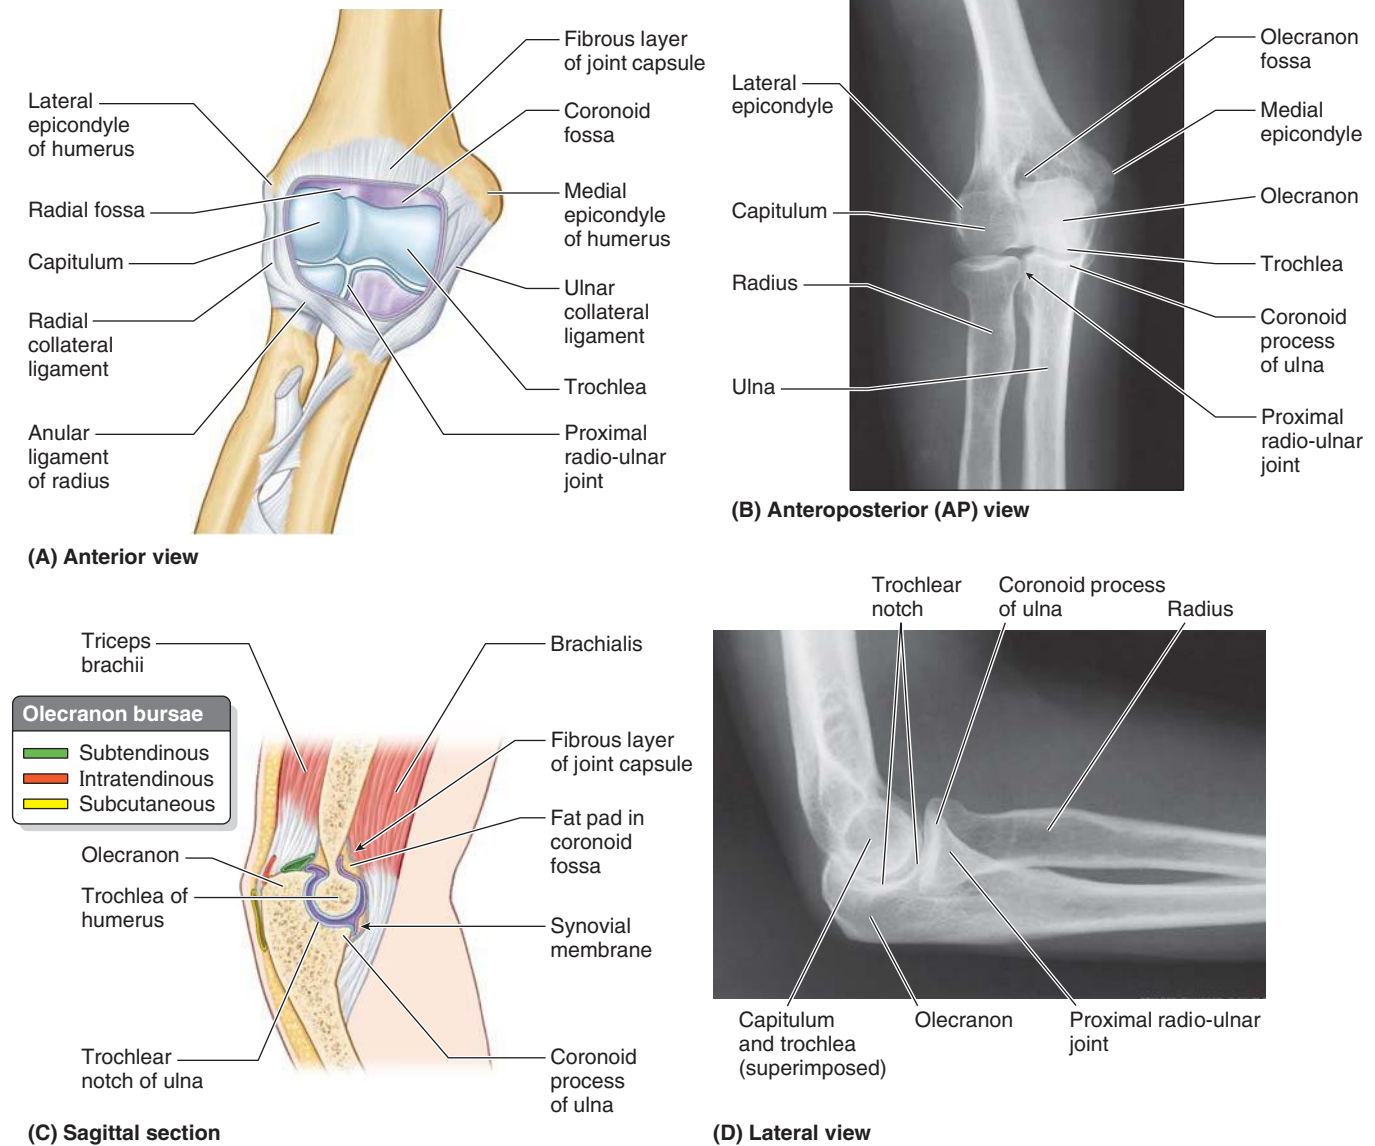 Fibrous layer
of joint capsule
Lateral
epicondyle
of humerus
Coronoid
fossa
Radial fossa
Medial
epicondyle
of humerus
Capitulum
Ulnar
collateral
ligament
Radial
collateral
ligament
Trochlea
Anular
ligament
of radius
Proximal
radio-ulnar
joint
(A) Anterior view
Olecranon
fossa
Lateral
epicondyle
Medial
epicondyle
Capitulum
Olecranon
Trochlea
Radius
Coronoid
process
of ulna
Ulna
Proximal
radio-ulnar
joint
(B) Anteroposterior (AP) view
Triceps
brachii
Brachialis
Olecranon bursae
Subtendinous
Intratendinous
Subcutaneous
Fibrous layer
of joint capsule
Fat pad in
coronoid
fossa
Olecranon
Trochlea of
humerus
Synovial
membrane
Trochlear
notch of ulna
Coronoid
process
of ulna
(C) Sagittal section
Trochlear
notch
Coronoid process
of ulna
Radius
Capitulum
and trochlea
(superimposed)
Olecranon
Proximal radio-ulnar
joint
(D) Lateral view